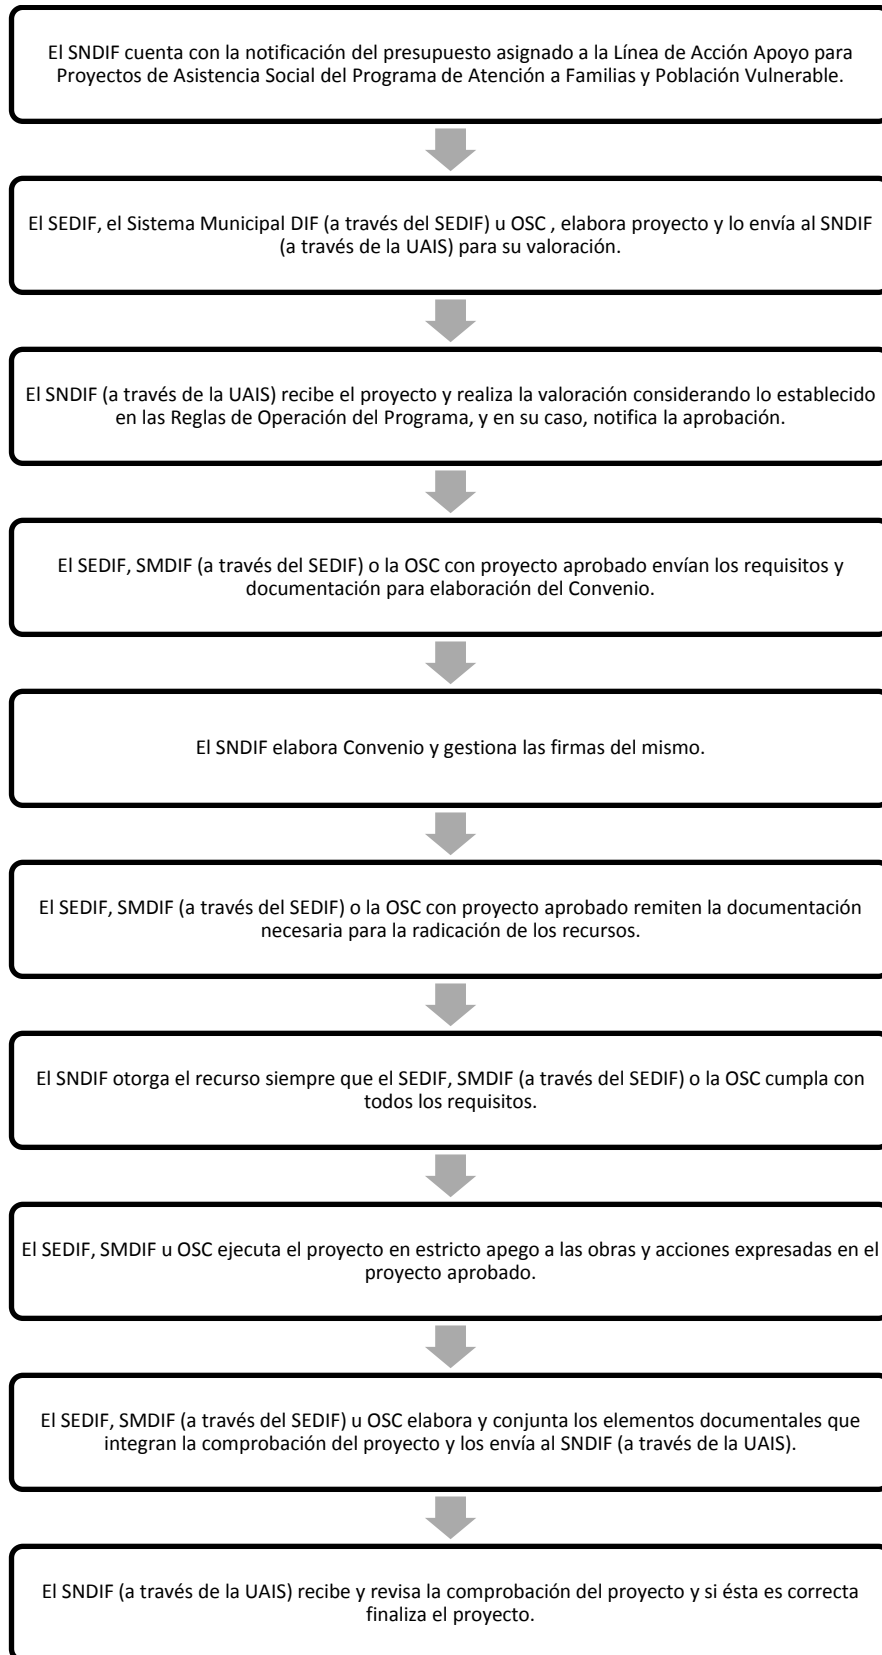 El SNDIF cuenta con la notificación del presupuesto asignado a la Línea de Acción Apoyo para
Proyectos de Asistencia Social del Programa de Atención a Familias y Población Vulnerable.
El SEDIF, el Sistema Municipal DIF (a través del SEDIF) u OSC , elabora proyecto y lo envía al SNDIF
(a través de la UAIS) para su valoración.
El SNDIF (a través de la UAIS) recibe el proyecto y realiza la valoración considerando lo establecido
en las Reglas de Operación del Programa, y en su caso, notifica la aprobación.
El SEDIF, SMDIF (a través del SEDIF) o la OSC con proyecto aprobado envían los requisitos y
documentación para elaboración del Convenio.
El SNDIF elabora Convenio y gestiona las firmas del mismo.
El SEDIF, SMDIF (a través del SEDIF) o la OSC con proyecto aprobado remiten la documentación
necesaria para la radicación de los recursos.
El SNDIF otorga el recurso siempre que el SEDIF, SMDIF (a través del SEDIF) o la OSC cumpla con
todos los requisitos.
El SEDIF, SMDIF u OSC ejecuta el proyecto en estricto apego a las obras y acciones expresadas en el
proyecto aprobado.
El SEDIF, SMDIF (a través del SEDIF) u OSC elabora y conjunta los elementos documentales que
integran la comprobación del proyecto y los envía al SNDIF (a través de la UAIS).
El SNDIF (a través de la UAIS) recibe y revisa la comprobación del proyecto y si ésta es correcta
finaliza el proyecto.